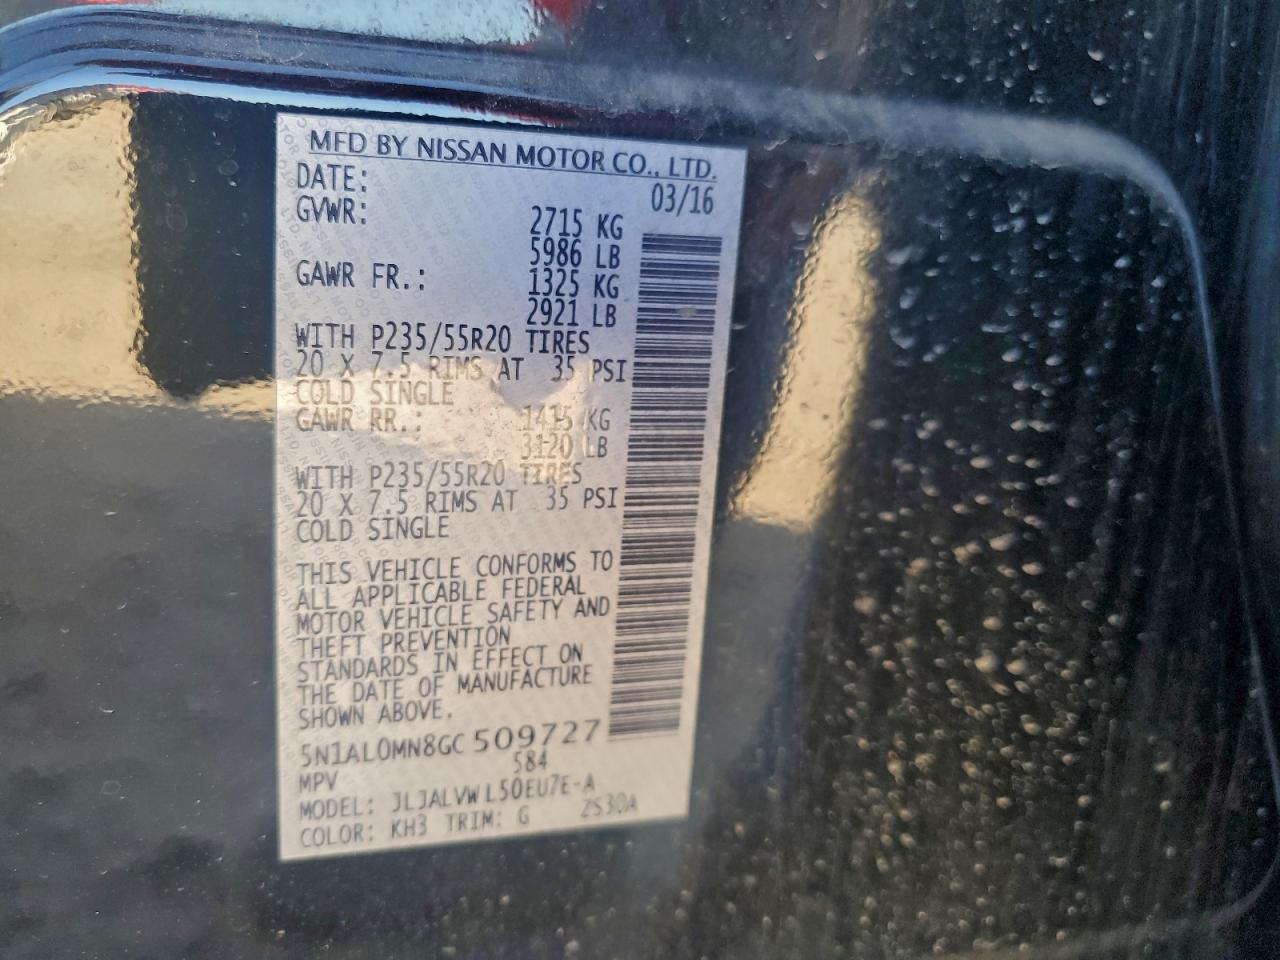 MFD BY NISSAN MOTOR CO., LTD.
DATE: 03/16
GVWR: 2715 KG
5986 LB
GAWR FR.: 1325 KG
2921 LB
WITH P235/55R20 TIRES
20 X 7.5 RIMS AT 35 PSI
COLD SINGLE
GAWR RR.: 1415 KG
3120 LB
WITH P235/55R20 TIRES
20 X 7.5 RIMS AT 35 PSI
COLD SINGLE
THIS VEHICLE CONFORMS TO
ALL APPLICABLE FEDERAL
MOTOR VEHICLE SAFETY AND
THEFT PREVENTION
STANDARDS IN EFFECT ON
THE DATE OF MANUFACTURE
SHOWN ABOVE.
5N1AL0MN8GC 509727
MPV 584
MODEL: JLJALVWL50EU7E-A
COLOR: KH3 TRIM: G ZS30A